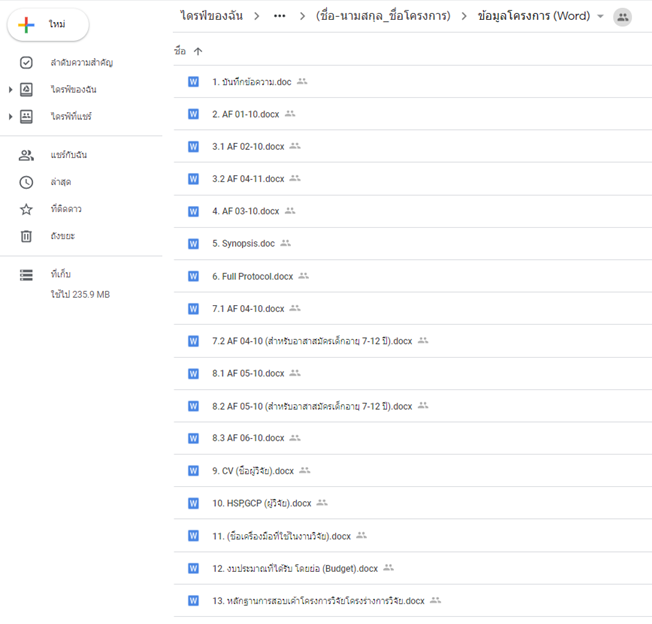 ใหม่
ไดรฟ์ของฉัน > ••• > (ชื่อ-นามสกุล_ชื่อโครงการ) > ข้อมูลโครงการ (Word)
ชื่อ ↑
ลำดับความสำคัญ
ไดรฟ์ของฉัน
ไดรฟ์ที่แชร์
แชร์กับฉัน
ล่าสุด
ที่ติดดาว
ถังขยะ
ที่เก็บ
ใช้ไป 235.9 MB
1. บันทึกข้อความ.doc
2. AF 01-10.docx
3.1 AF 02-10.docx
3.2 AF 04-11.docx
4. AF 03-10.docx
5. Synopsis.doc
6. Full Protocol.docx
7.1 AF 04-10.docx
7.2 AF 04-10 (สำหรับอาสาสมัครเด็กอายุ 7-12 ปี).docx
8.1 AF 05-10.docx
8.2 AF 05-10 (สำหรับอาสาสมัครเด็กอายุ 7-12 ปี).docx
8.3 AF 06-10.docx
9. CV (ชื่อผู้วิจัย).docx
10. HSP,GCP (ผู้วิจัย).docx
11. (ชื่อเครื่องมือที่ใช้ในงานวิจัย).docx
12. งบประมาณที่ได้รับ โดยย่อ (Budget).docx
13. หลักฐานการสอบเค้าโครงการวิจัยโครงร่างการวิจัย.docx